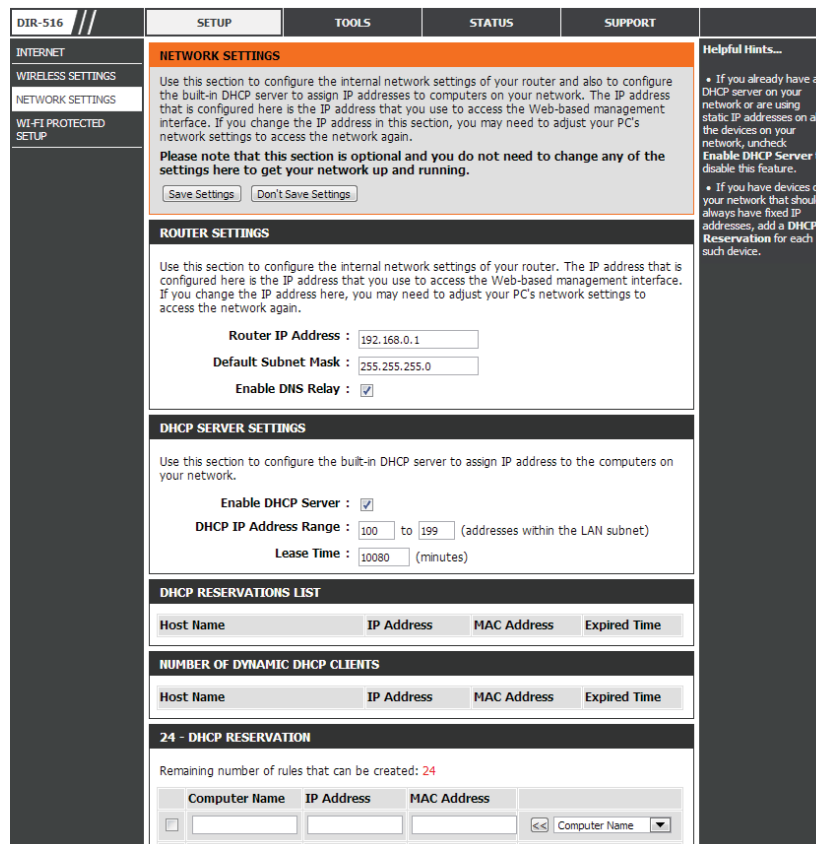 DIR-516
SETUP TOOLS STATUS SUPPORT
INTERNET
WIRELESS SETTINGS
NETWORK SETTINGS
WI-FI PROTECTED
SETUP
NETWORK SETTINGS
Use this section to configure the internal network settings of your router and also to configure
the built-in DHCP server to assign IP addresses to computers on your network. The IP address
that is configured here is the IP address that you use to access the Web-based management
interface. If you change the IP address in this section, you may need to adjust your PC's
network settings to access the network again.
Please note that this section is optional and you do not need to change any of the
settings here to get your network up and running.
Save Settings Don't Save Settings
ROUTER SETTINGS
Use this section to configure the internal network settings of your router. The IP address that is
configured here is the IP address that you use to access the Web-based management interface.
If you change the IP address here, you may need to adjust your PC's network settings to
access the network again.
Router IP Address : 192.168.0.1
Default Subnet Mask : 255.255.255.0
Enable DNS Relay :
DHCP SERVER SETTINGS
Use this section to configure the built-in DHCP server to assign IP address to the computers on
your network.
Enable DHCP Server :
DHCP IP Address Range : 100 to 199 (addresses within the LAN subnet)
Lease Time : 10080 (minutes)
DHCP RESERVATIONS LIST
Host Name IP Address MAC Address Expired Time
NUMBER OF DYNAMIC DHCP CLIENTS
Host Name IP Address MAC Address Expired Time
24 - DHCP RESERVATION
Remaining number of rules that can be created: 24
Computer Name IP Address MAC Address
<< Computer Name
Helpful Hints...
• If you already have a
DHCP server on your
network or are using
static IP addresses on
the devices on your
network, uncheck
Enable DHCP Server
disable this feature.
• If you have devices
your network that
always have fixed IP
addresses, add a DHCP
Reservation for each
such device.